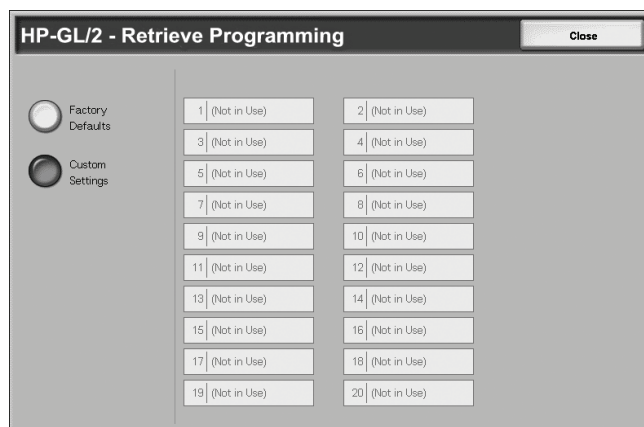 HP-GL/2 - Retrieve Programming
Close
Factory
Defaults
Custom
Settings
1 (Not in Use)
2 (Not in Use)
3 (Not in Use)
4 (Not in Use)
5 (Not in Use)
6 (Not in Use)
7 (Not in Use)
8 (Not in Use)
9 (Not in Use)
10 (Not in Use)
11 (Not in Use)
12 (Not in Use)
13 (Not in Use)
14 (Not in Use)
15 (Not in Use)
16 (Not in Use)
17 (Not in Use)
18 (Not in Use)
19 (Not in Use)
20 (Not in Use)